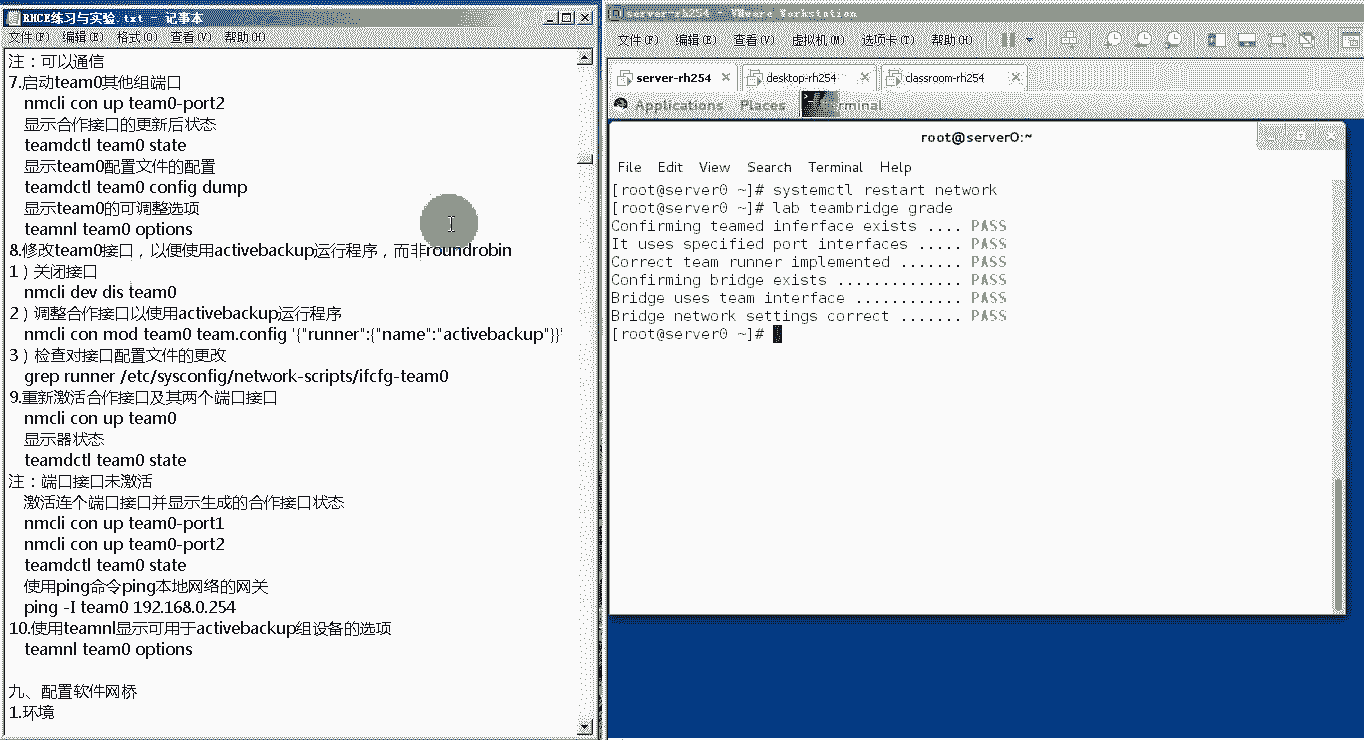 RHCE练习与实验.txt - 记事本
文件(F) 编辑(E) 格式(O) 查看(V) 帮助(H)
注：可以通信
7.启动team0其他组端口
nmcli con up team0-port2
显示合作接口的更新后状态
teamdctl team0 state
显示team0配置文件的配置
teamdctl team0 config dump
显示team0的可调整选项
teamnl team0 options
8.修改team0接口，以便使用activebackup运行程序，而非roundrobin
1）关闭接口
nmcli dev dis team0
2）调整合作接口以使用activebackup运行程序
nmcli con mod team0 team.config '{"runner":{"name":"activebackup"}}'
3）检查对接口配置文件的更改
grep runner /etc/sysconfig/network-scripts/ifcfg-team0
9.重新激活合作接口及其两个端口接口
nmcli con up team0
显示器状态
teamdctl team0 state
注：端口接口未激活
激活连个端口接口并显示生成的合作接口状态
nmcli con up team0-port1
nmcli con up team0-port2
teamdctl team0 state
使用ping命令ping本地网络的网关
ping -I team0 192.168.0.254
10.使用teamnl显示可用于activebackup组设备的选项
teamnl team0 options
九、配置软件网桥
1.环境
server-rh254 - VMware Workstation
文件(F) 编辑(E) 查看(V) 虚拟机(M) 选项卡(T) 帮助(H)
server-rh254 desktop-rh254 classroom-rh254
Applications Places Terminal
root@server0:~
File Edit View Search Terminal Help
[root@server0 ~]# systemctl restart network
[root@server0 ~]# lab teambridge grade
Confirming teamed inferface exists .... PASS
It uses specified port interfaces ..... PASS
Correct team runner implemented ....... PASS
Confirming bridge exists .............. PASS
Bridge uses team interface ............ PASS
Bridge network settings correct ....... PASS
[root@server0 ~]#